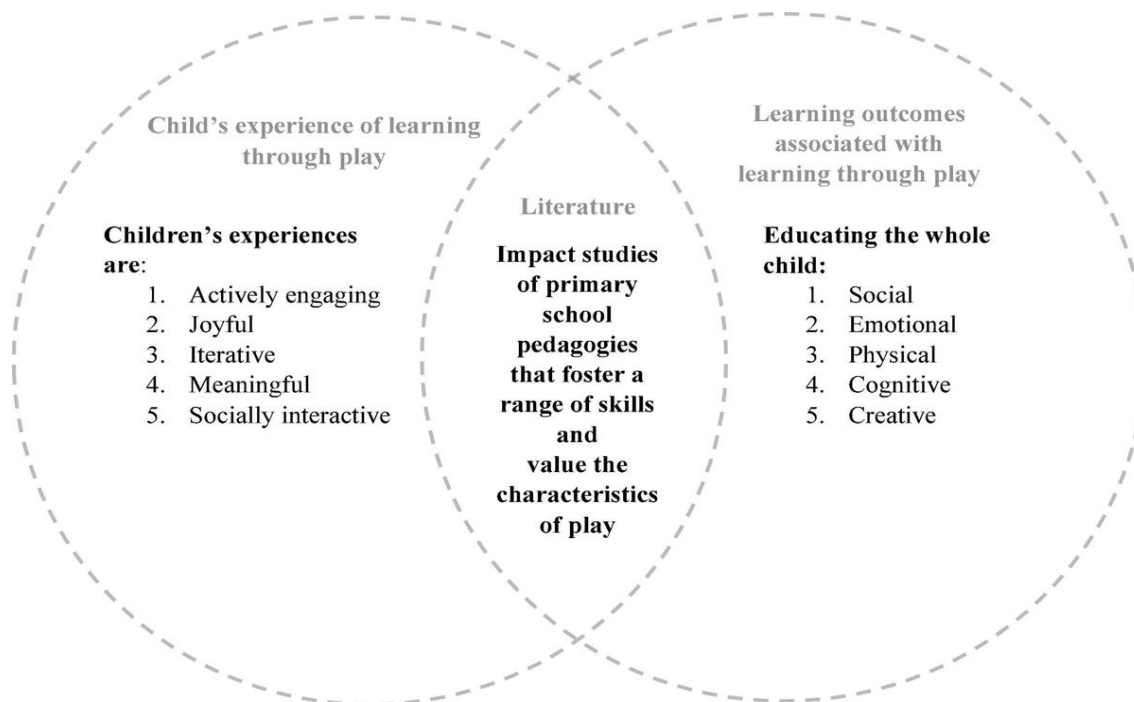 Child’s experience of learning
through play
Children’s experiences
are:
1. Actively engaging
2. Joyful
3. Iterative
4. Meaningful
5. Socially interactive
Literature
Impact studies
of primary
school
pedagogies
that foster a
range of skills
and
value the
characteristics
of play
Learning outcomes
associated with
learning through play
Educating the whole
child:
1. Social
2. Emotional
3. Physical
4. Cognitive
5. Creative